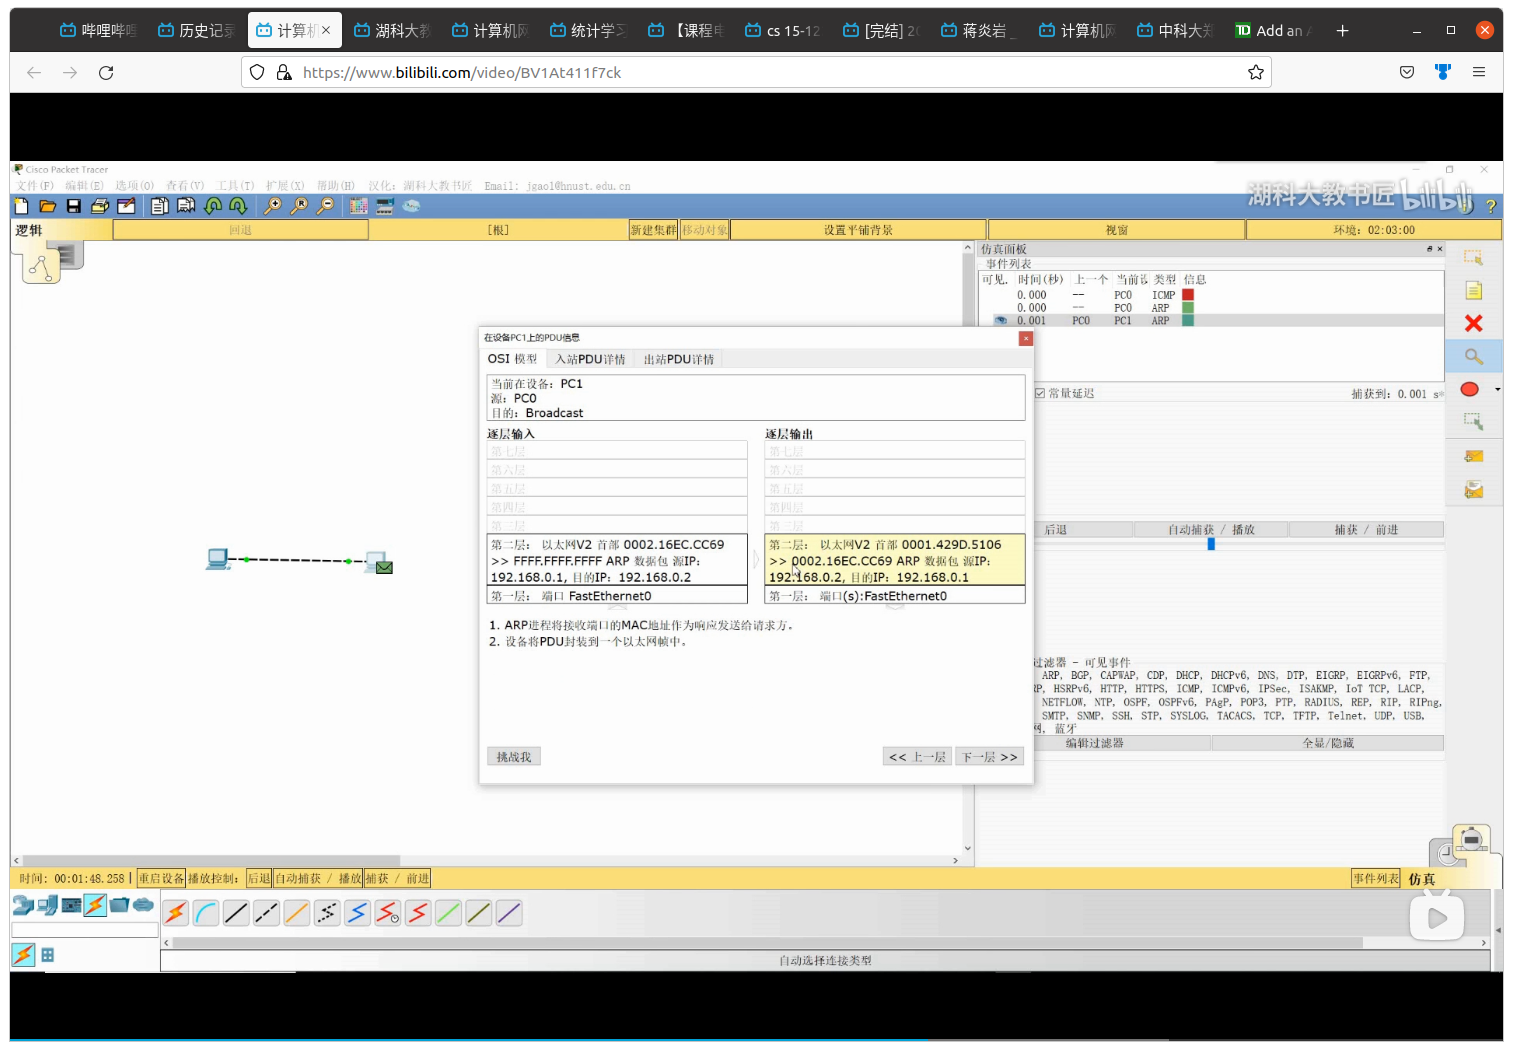 哔哩哔哩
历史记录
计算机
湖科大教
计算机网
统计学习
【课程
cs 15-12
[完结] 20
蒋炎岩
计算机网
中科大郑
TD Add an
https://www.bilibili.com/video/BV1At411f7ck
Cisco Packet Tracer
文件(F) 编辑(E) 选项(O) 查看(V) 工具(T) 扩展(X) 帮助(H) 汉化: 湖科大教书匠 Email: jgaol@hnust.edu.cn
湖科大教书匠 bilibili
逻辑 回退 [根] 新建集群 移动对象 设置平铺背景 视窗 环境: 02:03:00
仿真面板
事件列表
可见. 时间(秒) 上一个 当前设 类型 信息
0.000 -- PC0 ICMP
0.000 -- PC0 ARP
0.001 PC0 PC1 ARP
在设备PC1上的PDU信息
OSI 模型 入站PDU详情 出站PDU详情
当前在设备: PC1
源: PC0
目的: Broadcast
常量延迟 捕获到: 0.001 s
逐层输入 逐层输出
第七层 第七层
第六层 第六层
第五层 第五层
第四层 第四层
第三层 第三层
第二层: 以太网V2 首部 0002.16EC.CC69
>> FFFF.FFFF.FFFF ARP 数据包 源IP:
192.168.0.1, 目的IP: 192.168.0.2
第一层: 端口 FastEthernet0
第二层: 以太网V2 首部 0001.429D.5106
>> 0002.16EC.CC69 ARP 数据包 源IP:
192.168.0.2, 目的IP: 192.168.0.1
第一层: 端口(s):FastEthernet0
后退 自动捕获 / 播放 捕获 / 前进
1. ARP进程将接收端口的MAC地址作为响应发送给请求方。
2. 设备将PDU封装到一个以太网帧中。
过滤器 - 可见事件
ARP, BGP, CAPWAP, CDP, DHCP, DHCPv6, DNS, DTP, EIGRP, EIGRPv6, FTP,
RP, HSRPv6, HTTP, HTTPS, ICMP, ICMPv6, IPSec, ISAKMP, IoT TCP, LACP,
NETFLOW, NTP, OSPF, OSPFv6, PAgP, POP3, PTP, RADIUS, REP, RIP, RIPng,
SMTP, SNMP, SSH, STP, SYSLOG, TACACS, TCP, TFTP, Telnet, UDP, USB,
网, 蓝牙
编辑过滤器 全显/隐藏
挑战我 << 上一层 下一层 >>
时间: 00:01:48.258 重启设备 播放控制: 后退 自动捕获 / 播放 捕获 / 前进 事件列表 仿真
自动选择连接类型